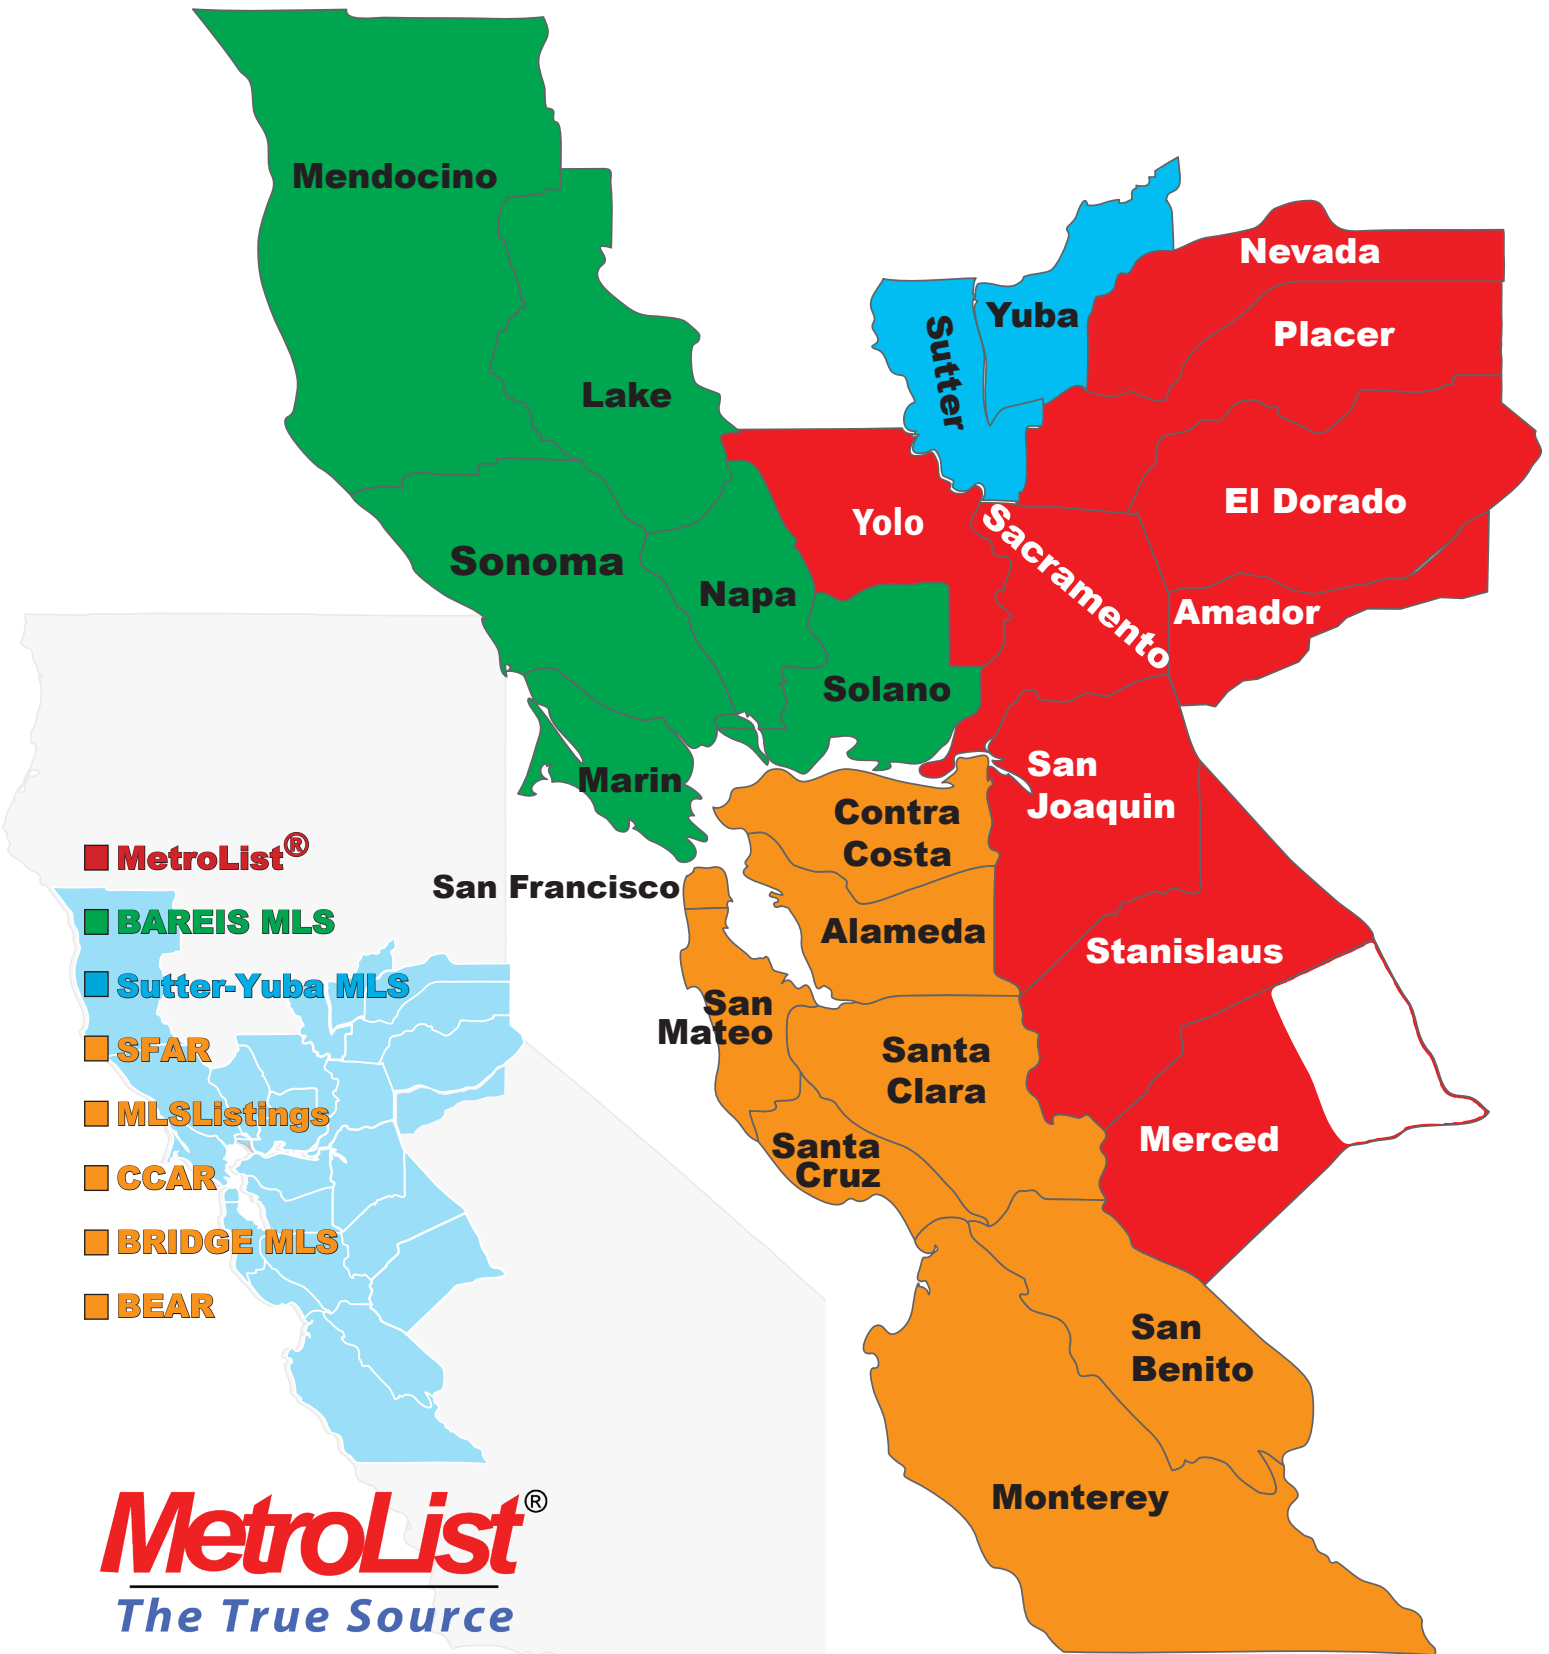 Mendocino
Nevada
Yuba
Sutter
Placer
Lake
El Dorado
Yolo
Sacramento
Sonoma
Napa
Amador
Solano
San
Joaquin
Marin
Contra
Costa
MetroList®
San Francisco
BAREIS MLS
Alameda
Stanislaus
Sutter-Yuba MLS
San
Mateo
SFAR
Santa
Clara
MLSListings
Merced
Santa
Cruz
CCAR
BRIDGE MLS
BEAR
San
Benito
Monterey
MetroList®
The True Source